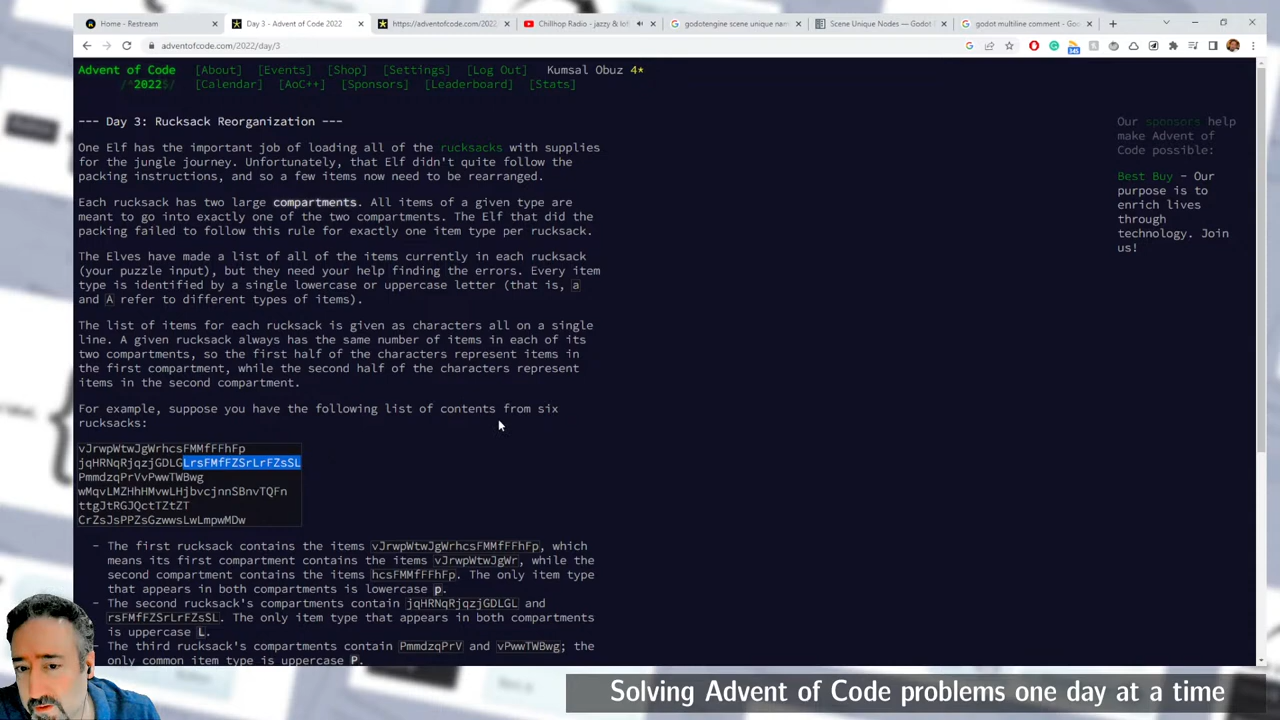 Home - Restream
Day 3 - Advent of Code 2022
https://adventofcode.com/2022
Chillhop Radio - jazzy & lofi
godotengine scene unique nam
Scene Unique Nodes — Godot E
godot multiline comment - Goo
adventofcode.com/2022/day/3
345
Advent of Code [About] [Events] [Shop] [Settings] [Log Out] Kumsal Obuz 4*
/^2022$/ [Calendar] [AoC++] [Sponsors] [Leaderboard] [Stats]
--- Day 3: Rucksack Reorganization ---
One Elf has the important job of loading all of the rucksacks with supplies
for the jungle journey. Unfortunately, that Elf didn't quite follow the
packing instructions, and so a few items now need to be rearranged.
Each rucksack has two large compartments. All items of a given type are
meant to go into exactly one of the two compartments. The Elf that did the
packing failed to follow this rule for exactly one item type per rucksack.
The Elves have made a list of all of the items currently in each rucksack
(your puzzle input), but they need your help finding the errors. Every item
type is identified by a single lowercase or uppercase letter (that is, a
and A refer to different types of items).
The list of items for each rucksack is given as characters all on a single
line. A given rucksack always has the same number of items in each of its
two compartments, so the first half of the characters represent items in
the first compartment, while the second half of the characters represent
items in the second compartment.
For example, suppose you have the following list of contents from six
rucksacks:
vJrwpWtwJgWrhcsFMMfFFhFp
jqHRNqRjqzjGDLGLrsFMfFZSrLrFZsSL
PmmdzqPrVvPwwTWBwg
wMqvLMZHhHMvwLHjbvcjnnSBnvTQFn
ttgJtRGJQctTZtZT
CrZsJsPPZsGzwwsLwLmpwMDw
- The first rucksack contains the items vJrwpWtwJgWrhcsFMMfFFhFp, which
means its first compartment contains the items vJrwpWtwJgWr, while the
second compartment contains the items hcsFMMfFFhFp. The only item type
that appears in both compartments is lowercase p.
- The second rucksack's compartments contain jqHRNqRjqzjGDLGL and
rsFMfFZSrLrFZsSL. The only item type that appears in both compartments
is uppercase L.
- The third rucksack's compartments contain PmmdzqPrV and vPwwTWBwg; the
only common item type is uppercase P.
Our sponsors help
make Advent of
Code possible:
Best Buy - Our
purpose is to
enrich lives
through
technology. Join
us!
Solving Advent of Code problems one day at a time